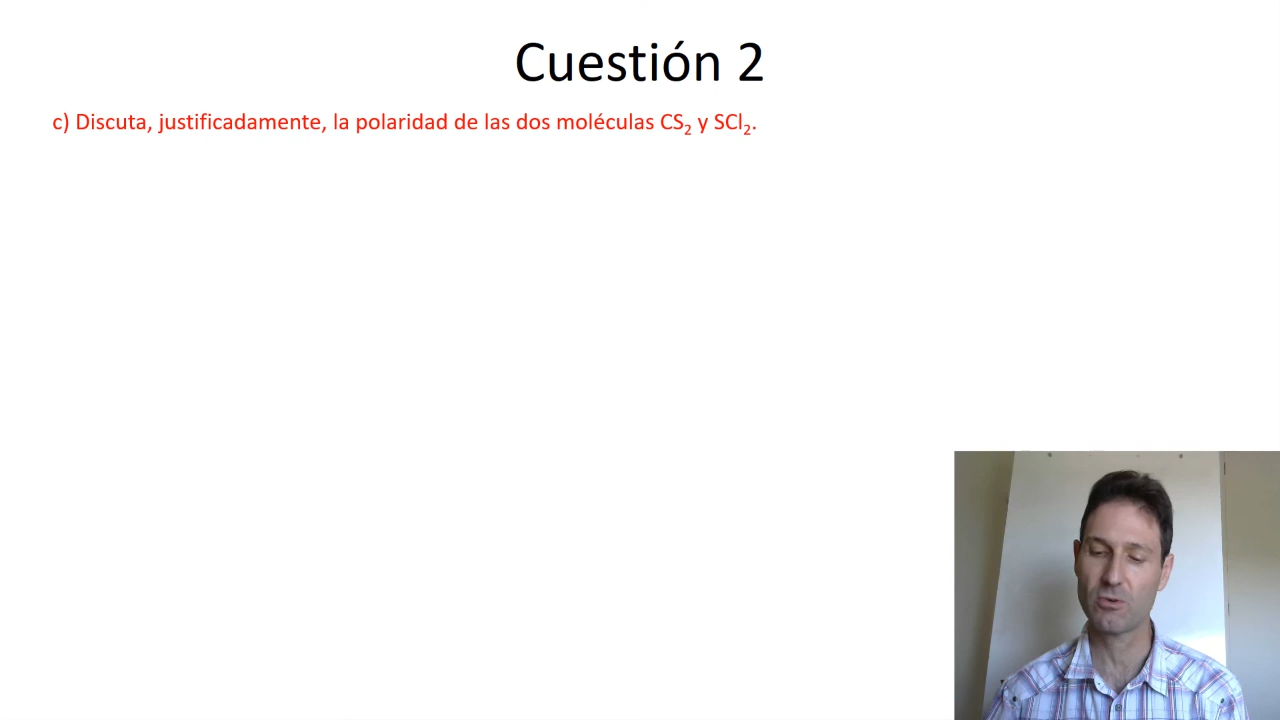 Cuestión 2
c) Discuta, justificadamente, la polaridad de las dos moléculas CS₂ y SCl₂.